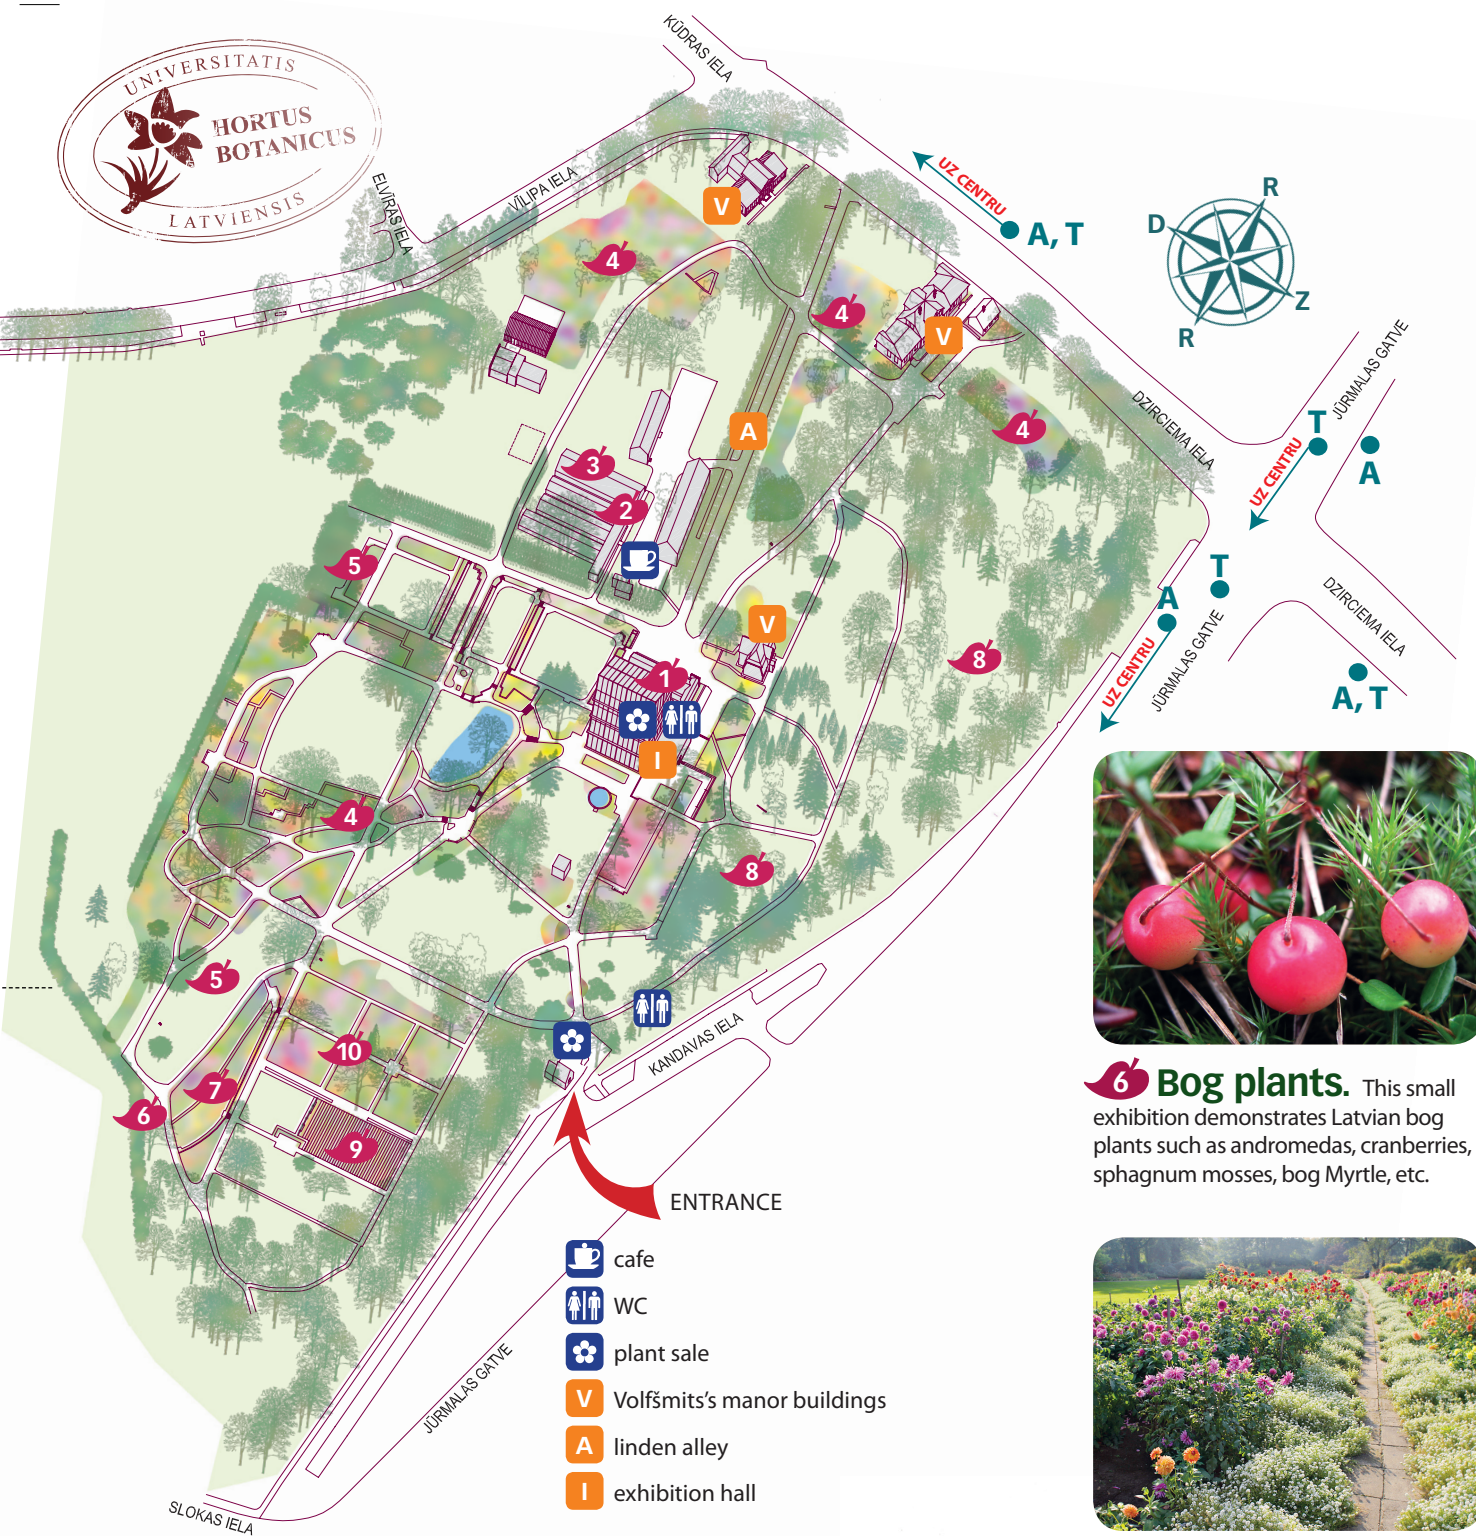 UNIVERSITATIS
HORTUS
BOTANICUS
LATVIENSIS
KŪDRAS IELA
ELVĪRAS IELA
VĪLIPA IELA
UZ CENTRU
A, T
V
4
R
D
Z
R
4
V
JŪRMALAS GATVE
DZIRCIEMA IELA
T
A
UZ CENTRU
4
A
3
2
5
T
A
DZIRCIEMA IELA
UZ CENTRU
JŪRMALAS GATVE
V
8
1
A, T
I
4
8
5
10
7
6
9
KANDAVAS IELA
ENTRANCE
6 Bog plants. This small
exhibition demonstrates Latvian bog
plants such as andromedas, cranberries,
sphagnum mosses, bog Myrtle, etc.
cafe
WC
plant sale
V Volfšmits's manor buildings
A linden alley
I exhibition hall
JŪRMALAS GATVE
SLOKAS IELA